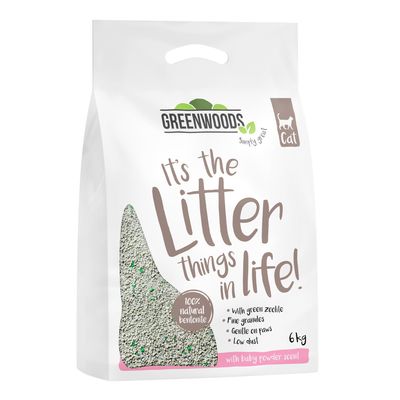 GREENWOODS
Simply great
Cat
It's the
Litter
things in
life!
100%
natural
bentonite
• With green zeolite
• Fine granules
• Gentle on paws
• Low dust
6kg
with baby powder scent